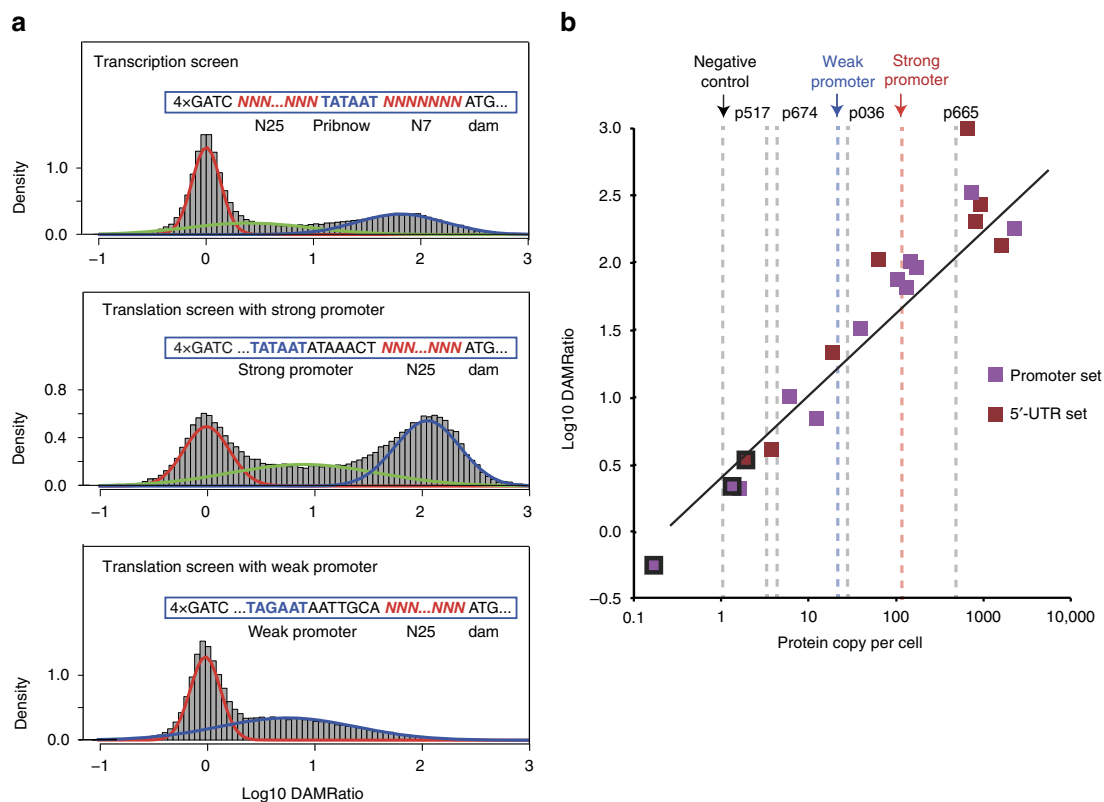 a
Transcription screen
4×GATC NNN...NNN TATAAT NNNNNNN ATG...
N25 Pribnow N7 dam
Density
1.0
0.0
−1 0 1 2 3
Translation screen with strong promoter
4×GATC ...TATAATATAAACT NNN...NNN ATG...
Strong promoter N25 dam
Density
0.8
0.4
0.0
−1 0 1 2 3
Translation screen with weak promoter
4×GATC ...TAGAATAATTGCA NNN...NNN ATG...
Weak promoter N25 dam
Density
1.0
0.0
−1 0 1 2 3
Log10 DAMRatio
b
Negative control
Weak promoter
Strong promoter
p517 p674 p036 p665
Log10 DAMRatio
3.0
2.5
2.0
1.5
1.0
0.5
0.0
−0.5
0.1 1 10 100 1000 10,000
Protein copy per cell
Promoter set
5′-UTR set